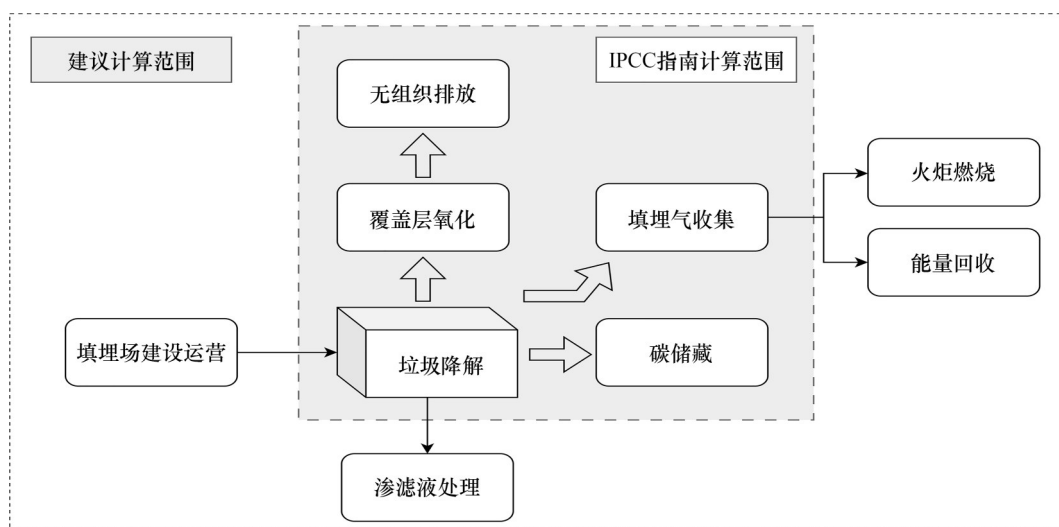 建议计算范围
IPCC指南计算范围
无组织排放
火炬燃烧
覆盖层氧化
填埋气收集
能量回收
填埋场建设运营
垃圾降解
碳储藏
渗滤液处理